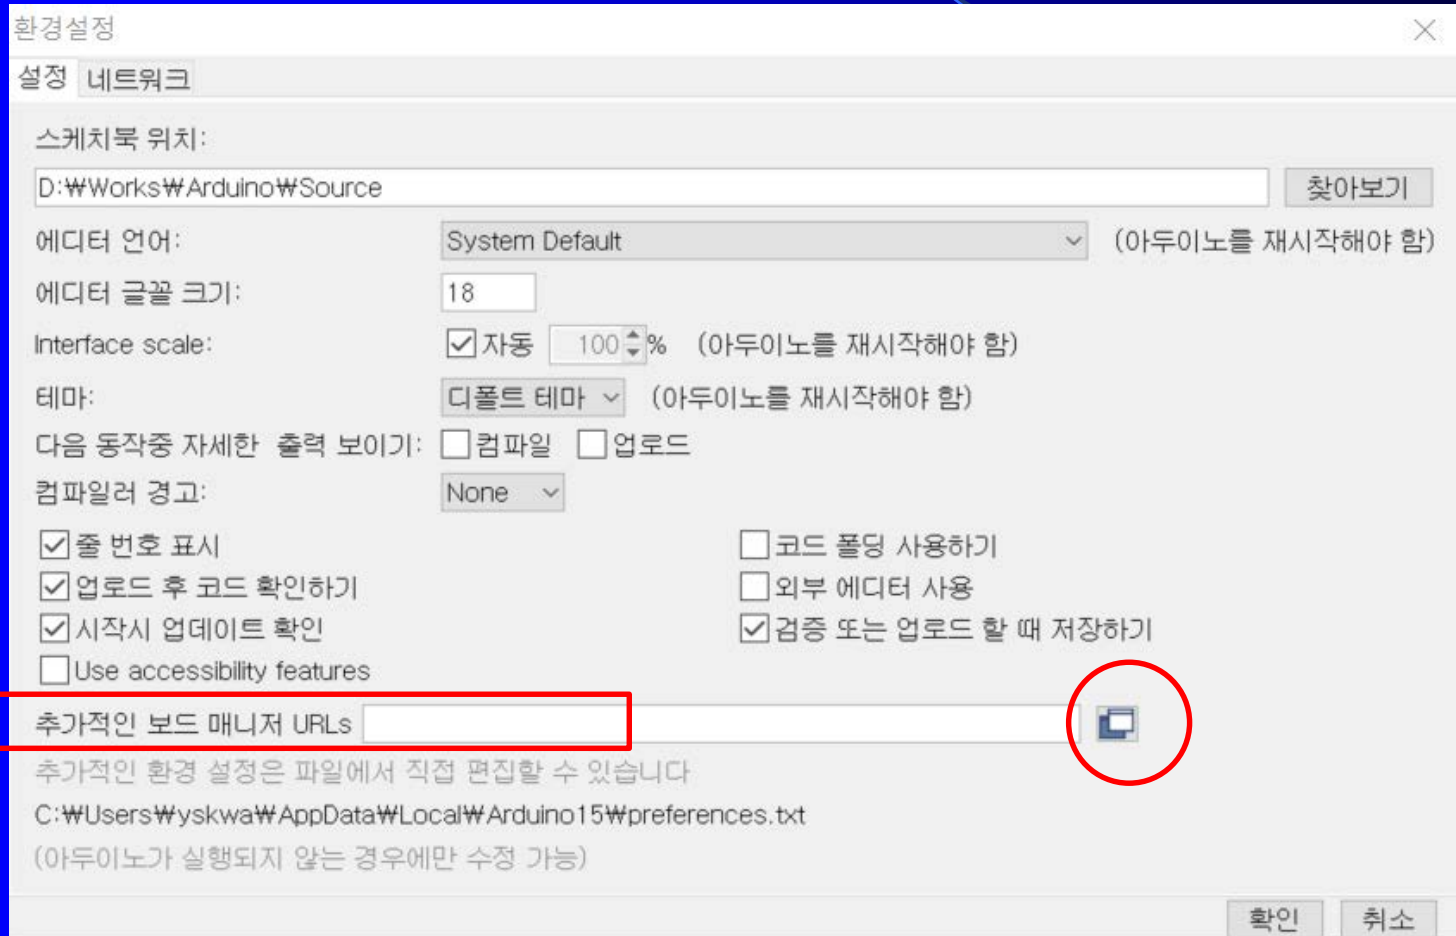 환경설정
설정 네트워크
스케치북 위치:
D:₩Works₩Arduino₩Source 찾아보기
에디터 언어: System Default (아두이노를 재시작해야 함)
에디터 글꼴 크기: 18
Interface scale: 자동 100 % (아두이노를 재시작해야 함)
테마: 디폴트 테마 (아두이노를 재시작해야 함)
다음 동작중 자세한 출력 보이기: 컴파일 업로드
컴파일러 경고: None
줄 번호 표시 코드 폴딩 사용하기
업로드 후 코드 확인하기 외부 에디터 사용
시작시 업데이트 확인 검증 또는 업로드 할 때 저장하기
Use accessibility features
추가적인 보드 매니저 URLs
추가적인 환경 설정은 파일에서 직접 편집할 수 있습니다
C:₩Users₩yskwa₩AppData₩Local₩Arduino15₩preferences.txt
(아두이노가 실행되지 않는 경우에만 수정 가능)
확인 취소